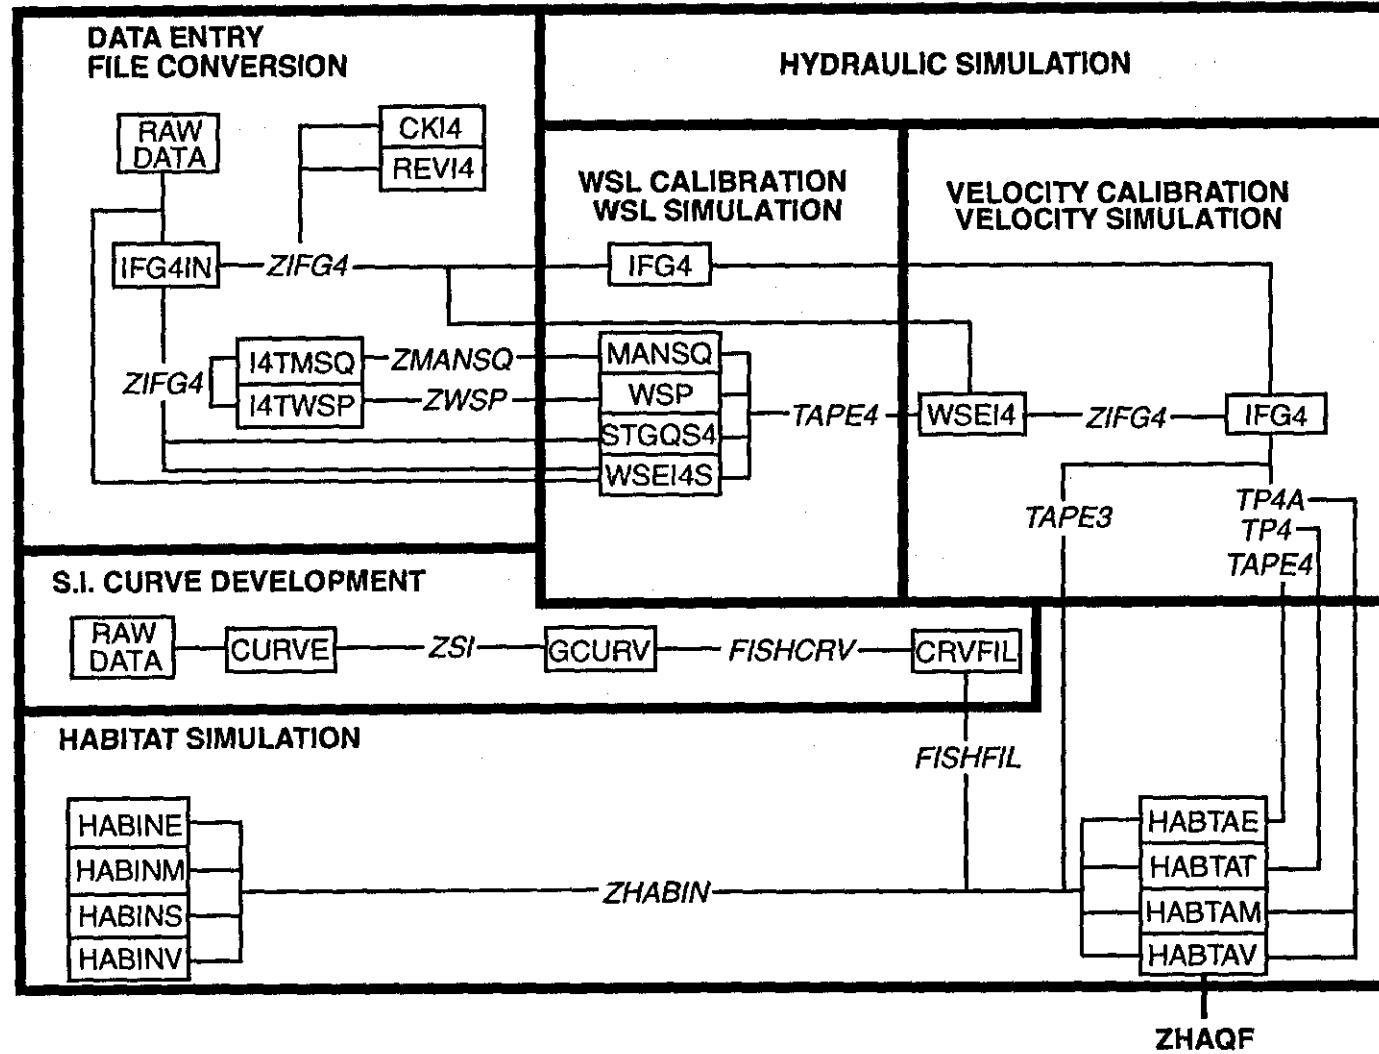 DATA ENTRY
FILE CONVERSION
HYDRAULIC SIMULATION
RAW
DATA
CKI4
REVI4
WSL CALIBRATION
WSL SIMULATION
VELOCITY CALIBRATION
VELOCITY SIMULATION
IFG4IN
ZIFG4
IFG4
ZIFG4
I4TMSQ
I4TWSP
ZMANSQ
ZWSP
MANSQ
WSP
STGQS4
WSEI4S
TAPE4
WSEI4
ZIFG4
IFG4
TAPE3
TP4A
TP4
TAPE4
S.I. CURVE DEVELOPMENT
RAW
DATA
CURVE
ZSI
GCURV
FISHCRV
CRVFIL
HABITAT SIMULATION
FISHFIL
HABINE
HABINM
HABINS
HABINV
ZHABIN
HABTAE
HABTAT
HABTAM
HABTAV
ZHAQF